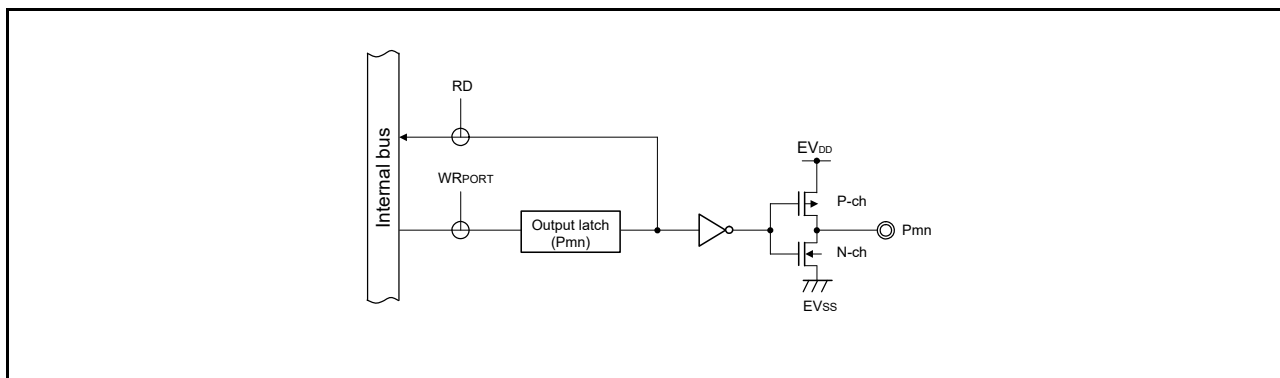 RD
Internal bus
WRPORT
Output latch
(Pmn)
EVDD
P-ch
Pmn
N-ch
EVSS